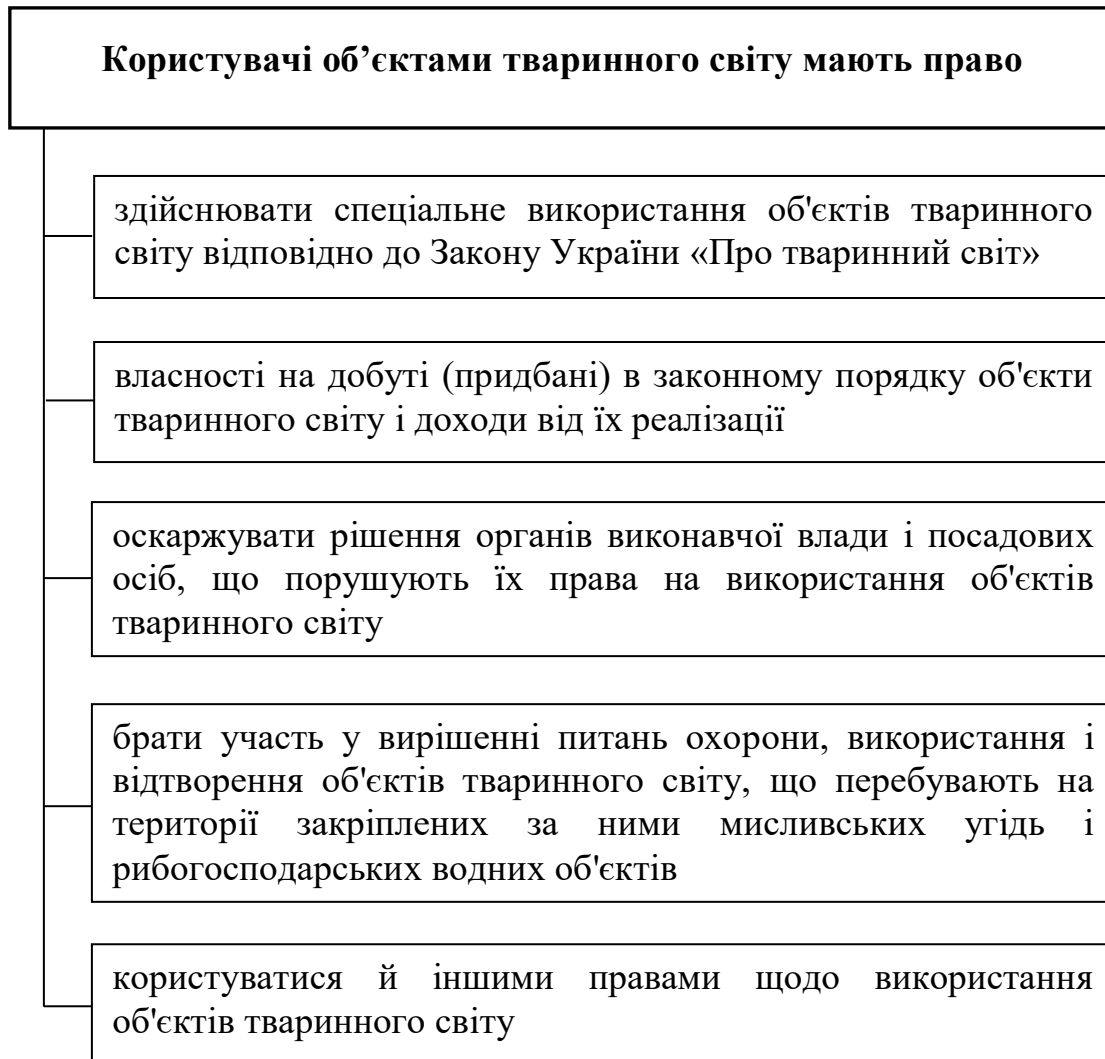 Користувачі об’єктами тваринного світу мають право
здійснювати спеціальне використання об'єктів тваринного
світу відповідно до Закону України «Про тваринний світ»
власності на добуті (придбані) в законному порядку об'єкти
тваринного світу і доходи від їх реалізації
оскаржувати рішення органів виконавчої влади і посадових
осіб, що порушують їх права на використання об'єктів
тваринного світу
брати участь у вирішенні питань охорони, використання і
відтворення об'єктів тваринного світу, що перебувають на
території закріплених за ними мисливських угідь і
рибогосподарських водних об'єктів
користуватися й іншими правами щодо використання
об'єктів тваринного світу